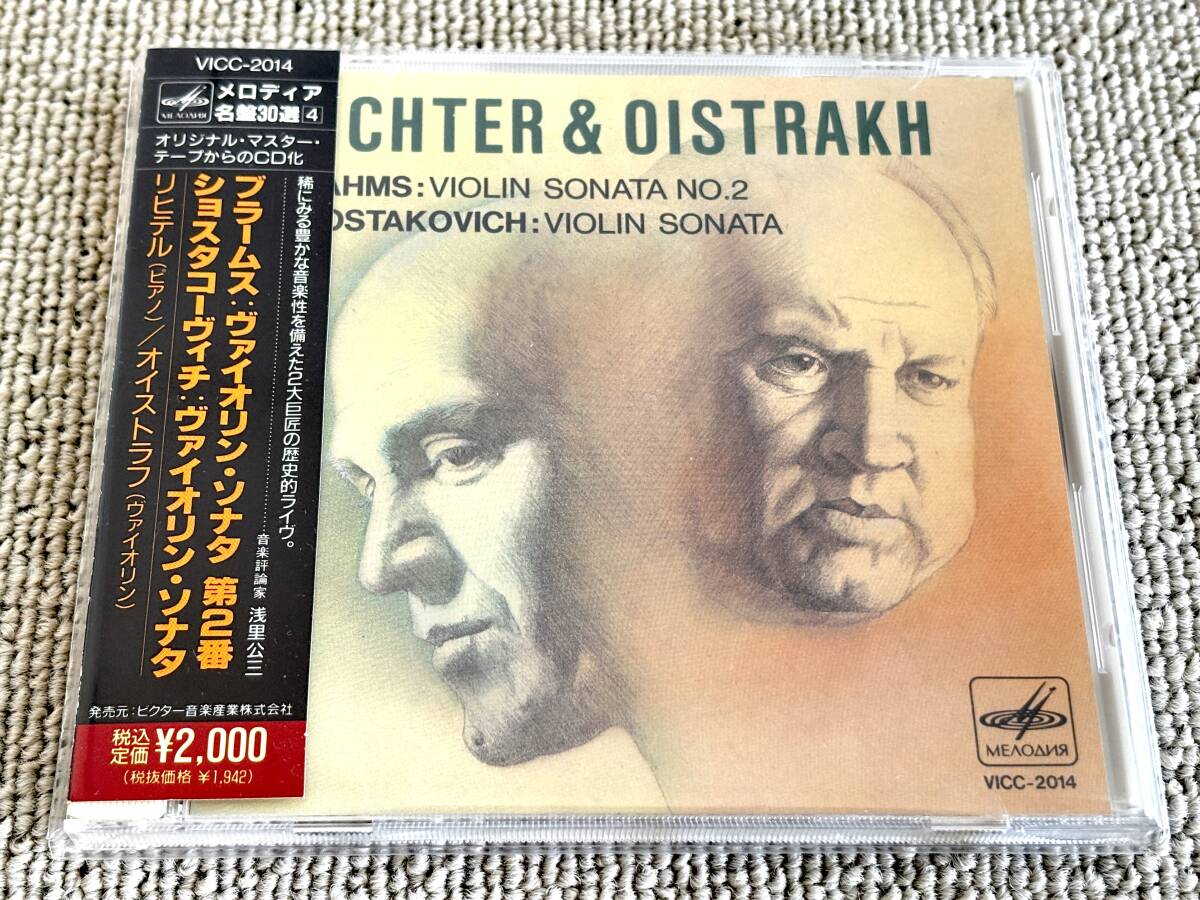 VICC-2014
МЕЛОДИЯ
メロディア
名盤30選4
オリジナル・マスター・
テープからのCD化
稀にみる豊かな音楽性を備えた2大巨匠の歴史的ライヴ。
音楽評論家 浅里公三
ブラームス:ヴァイオリン・ソナタ 第2番
ショスタコーヴィチ:ヴァイオリン・ソナタ
リヒテル(ピアノ)/オイストラフ(ヴァイオリン)
発売元:ビクター音楽産業株式会社
税込
定価 ¥2,000
(税抜価格 ¥1,942)
CHTER & OISTRAKH
AHMS: VIOLIN SONATA NO.2
OSTAKOVICH: VIOLIN SONATA
МЕЛОДИЯ
VICC-2014